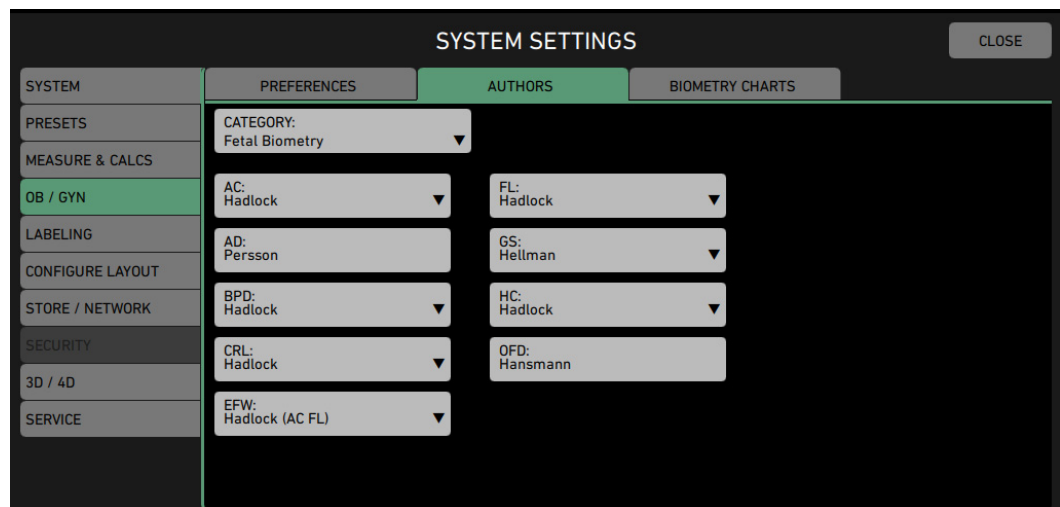 SYSTEM SETTINGS
CLOSE
SYSTEM
PRESETS
MEASURE & CALCS
OB / GYN
LABELING
CONFIGURE LAYOUT
STORE / NETWORK
SECURITY
3D / 4D
SERVICE
PREFERENCES
AUTHORS
BIOMETRY CHARTS
CATEGORY:
Fetal Biometry
AC:
Hadlock
FL:
Hadlock
AD:
Persson
GS:
Hellman
BPD:
Hadlock
HC:
Hadlock
CRL:
Hadlock
OFD:
Hansmann
EFW:
Hadlock (AC FL)